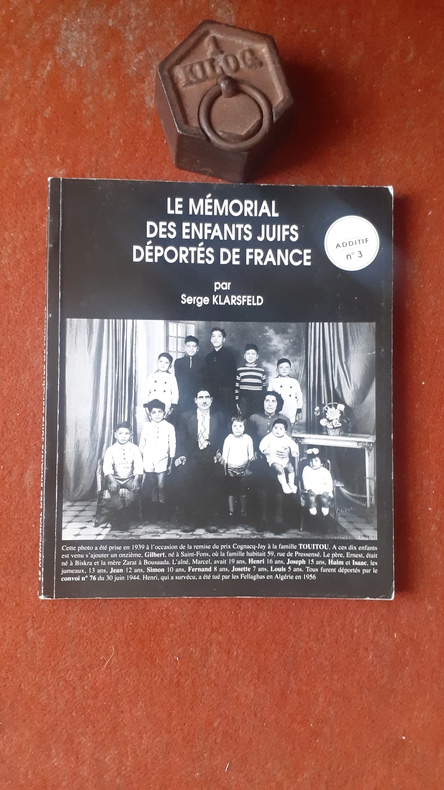 1
KILOG.
LE MÉMORIAL
DES ENFANTS JUIFS
DÉPORTÉS DE FRANCE
ADDITIF
n° 3
par
Serge KLARSFELD
Cette photo a été prise en 1939 à l'occasion de la remise du prix Cognacq-Jay à la famille TOUITOU. A ces dix enfants
est venu s'ajouter un onzième, Gilbert, né à Saint-Fons, où la famille habitait 59, rue de Pressensé. Le père, Ernest, était
né à Biskra et la mère Zarat à Bousaada. L'aîné, Marcel, avait 19 ans, Henri 16 ans, Joseph 15 ans, Haim et Isaac, les
jumeaux, 13 ans, Jean 12 ans, Simon 10 ans, Fernand 8 ans, Josette 7 ans, Louis 5 ans. Tous furent déportés par le
convoi n° 76 du 30 juin 1944. Henri, qui a survécu, a été tué par les Fellaghas en Algérie en 1956